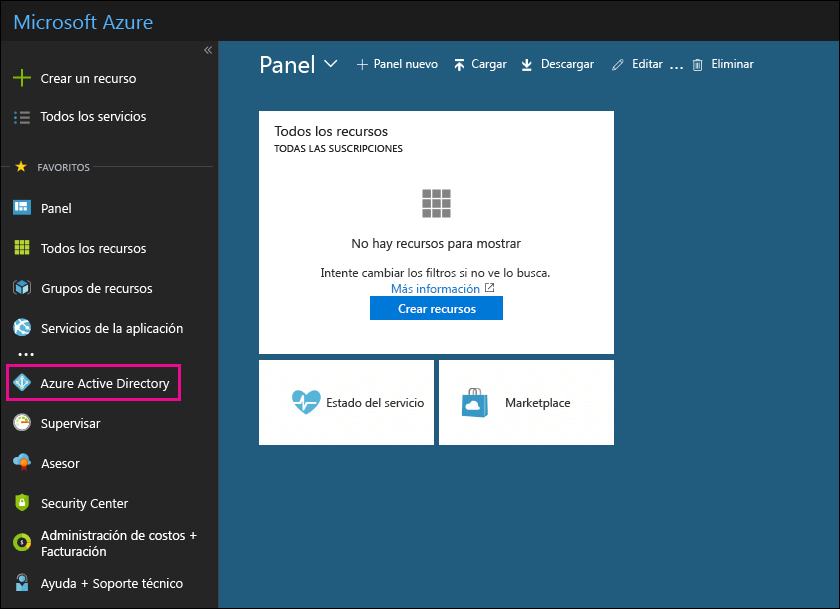 Microsoft Azure
«
Crear un recurso
Todos los servicios
FAVORITOS
Panel
Todos los recursos
Grupos de recursos
Servicios de la aplicación
...
Azure Active Directory
Supervisar
Asesor
Security Center
Administración de costos +
Facturación
Ayuda + Soporte técnico
Panel Panel nuevo Cargar Descargar Editar ... Eliminar
Todos los recursos
TODAS LAS SUSCRIPCIONES
No hay recursos para mostrar
Intente cambiar los filtros si no ve lo busca.
Más información
Crear recursos
Estado del servicio
Marketplace